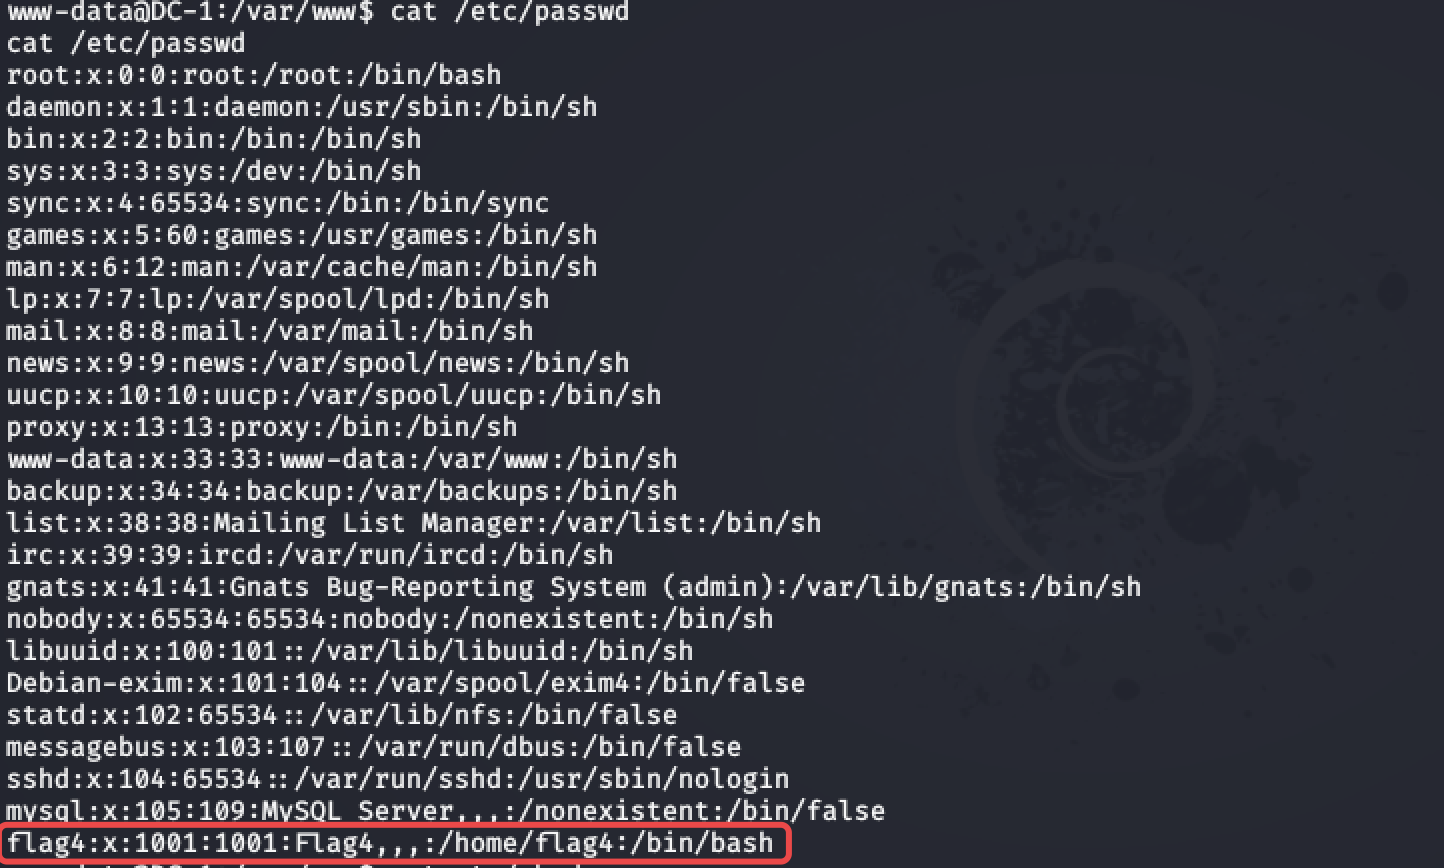 www-data@DC-1:/var/www$ cat /etc/passwd
cat /etc/passwd
root:x:0:0:root:/root:/bin/bash
daemon:x:1:1:daemon:/usr/sbin:/bin/sh
bin:x:2:2:bin:/bin:/bin/sh
sys:x:3:3:sys:/dev:/bin/sh
sync:x:4:65534:sync:/bin:/bin/sync
games:x:5:60:games:/usr/games:/bin/sh
man:x:6:12:man:/var/cache/man:/bin/sh
lp:x:7:7:lp:/var/spool/lpd:/bin/sh
mail:x:8:8:mail:/var/mail:/bin/sh
news:x:9:9:news:/var/spool/news:/bin/sh
uucp:x:10:10:uucp:/var/spool/uucp:/bin/sh
proxy:x:13:13:proxy:/bin:/bin/sh
www-data:x:33:33:www-data:/var/www:/bin/sh
backup:x:34:34:backup:/var/backups:/bin/sh
list:x:38:38:Mailing List Manager:/var/list:/bin/sh
irc:x:39:39:ircd:/var/run/ircd:/bin/sh
gnats:x:41:41:Gnats Bug-Reporting System (admin):/var/lib/gnats:/bin/sh
nobody:x:65534:65534:nobody:/nonexistent:/bin/sh
libuuid:x:100:101::/var/lib/libuuid:/bin/sh
Debian-exim:x:101:104::/var/spool/exim4:/bin/false
statd:x:102:65534::/var/lib/nfs:/bin/false
messagebus:x:103:107::/var/run/dbus:/bin/false
sshd:x:104:65534::/var/run/sshd:/usr/sbin/nologin
mysql:x:105:109:MySQL Server,,,:/nonexistent:/bin/false
flag4:x:1001:1001:Flag4,,,:/home/flag4:/bin/bash